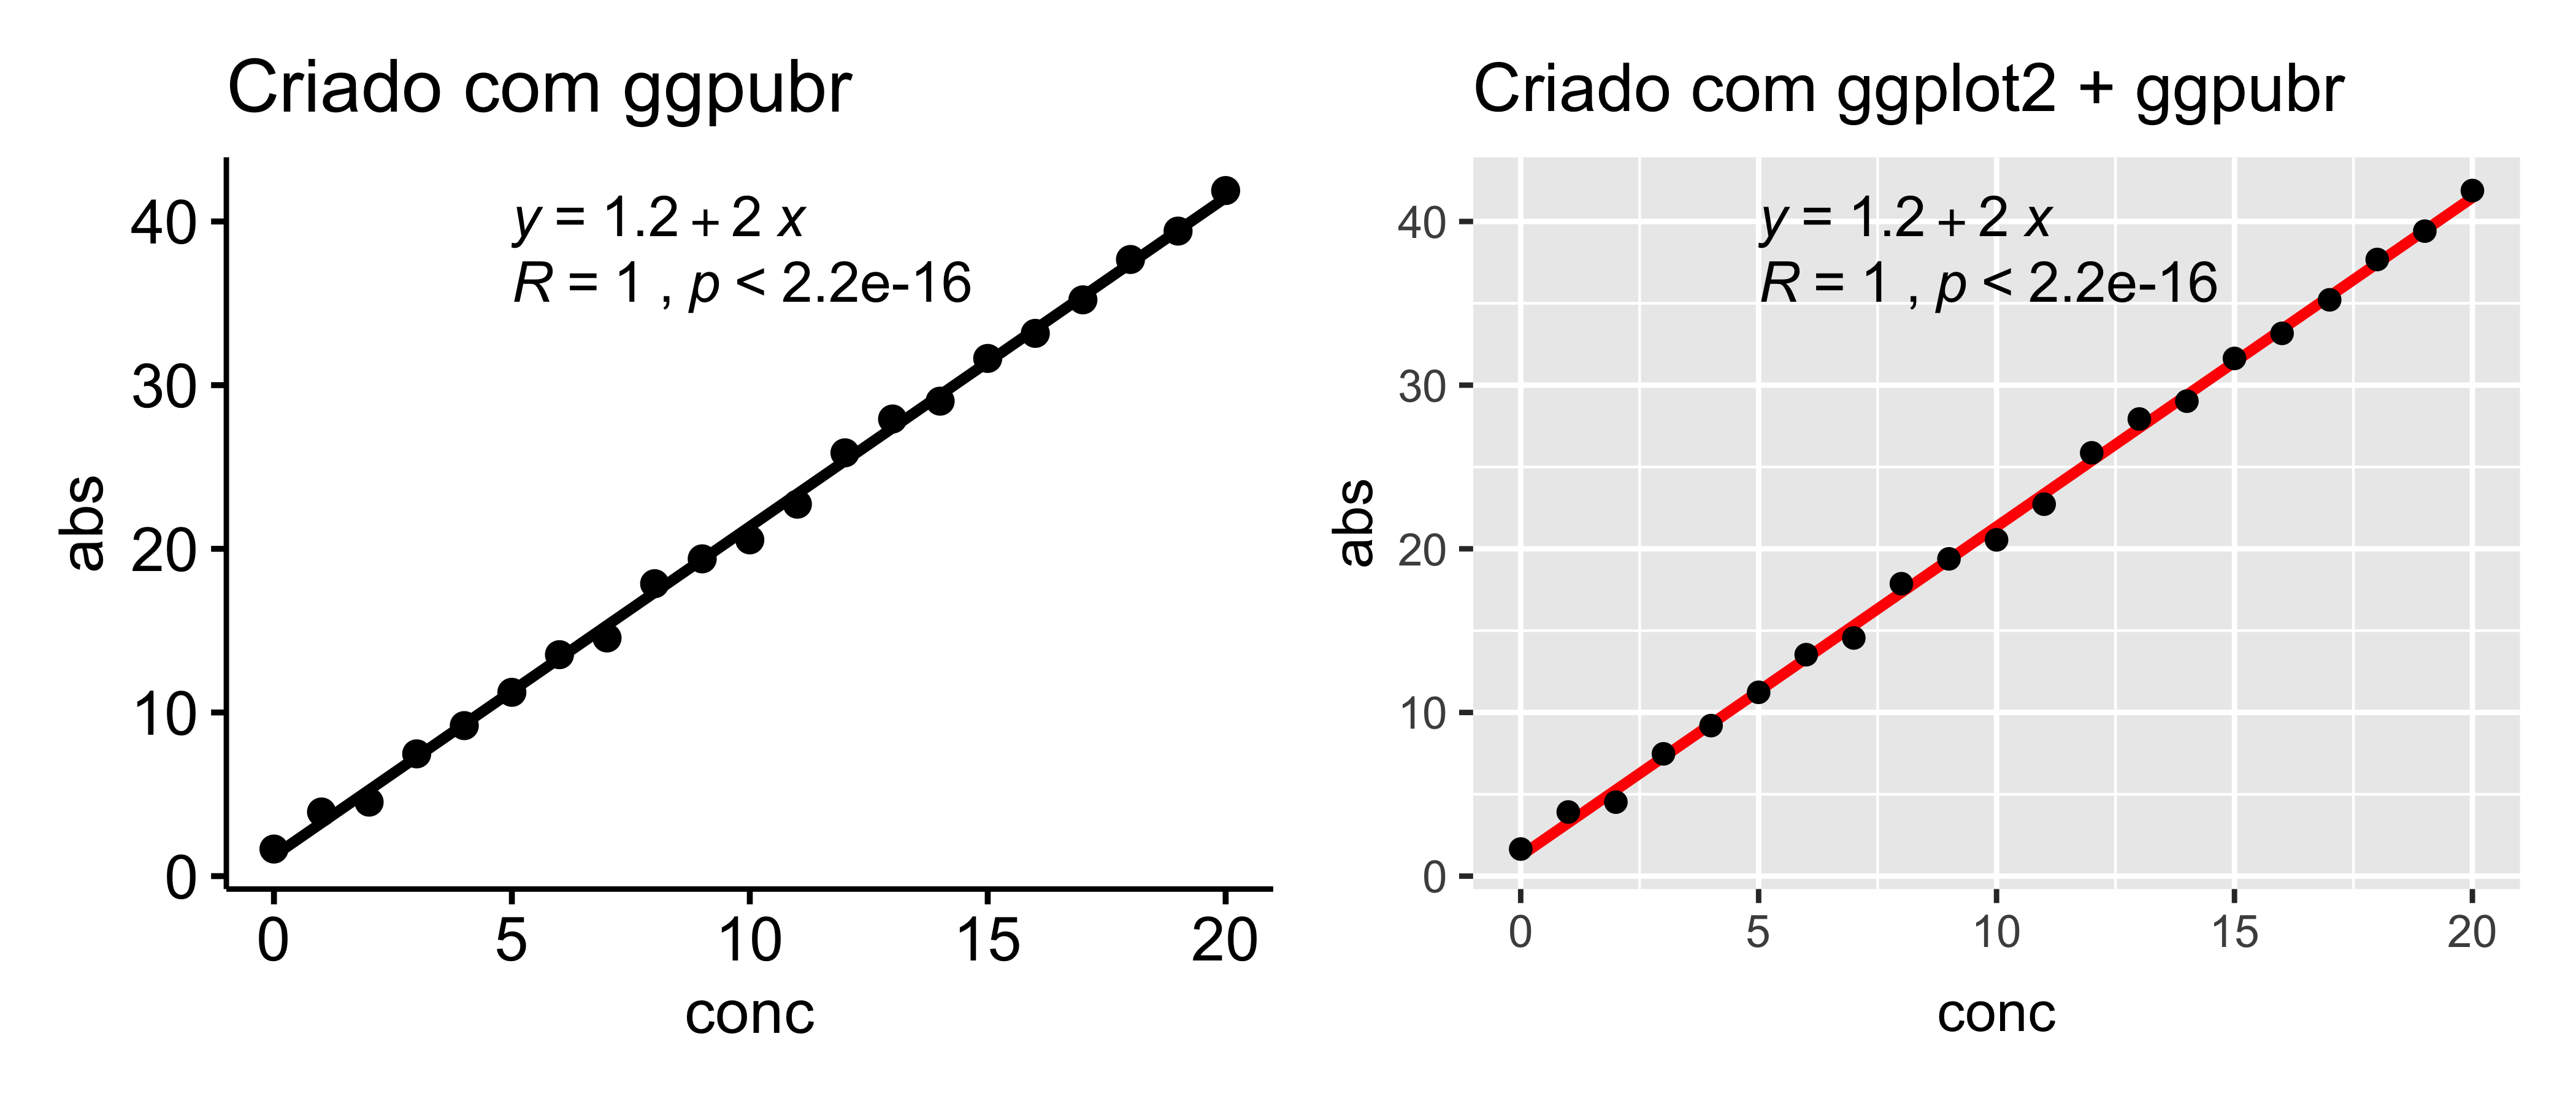 Criado com ggpubr
y = 1.2 + 2 x
R = 1 , p < 2.2e-16
40
30
20
10
0
abs
0 5 10 15 20
conc
Criado com ggplot2 + ggpubr
y = 1.2 + 2 x
R = 1 , p < 2.2e-16
40
30
20
10
0
abs
0 5 10 15 20
conc